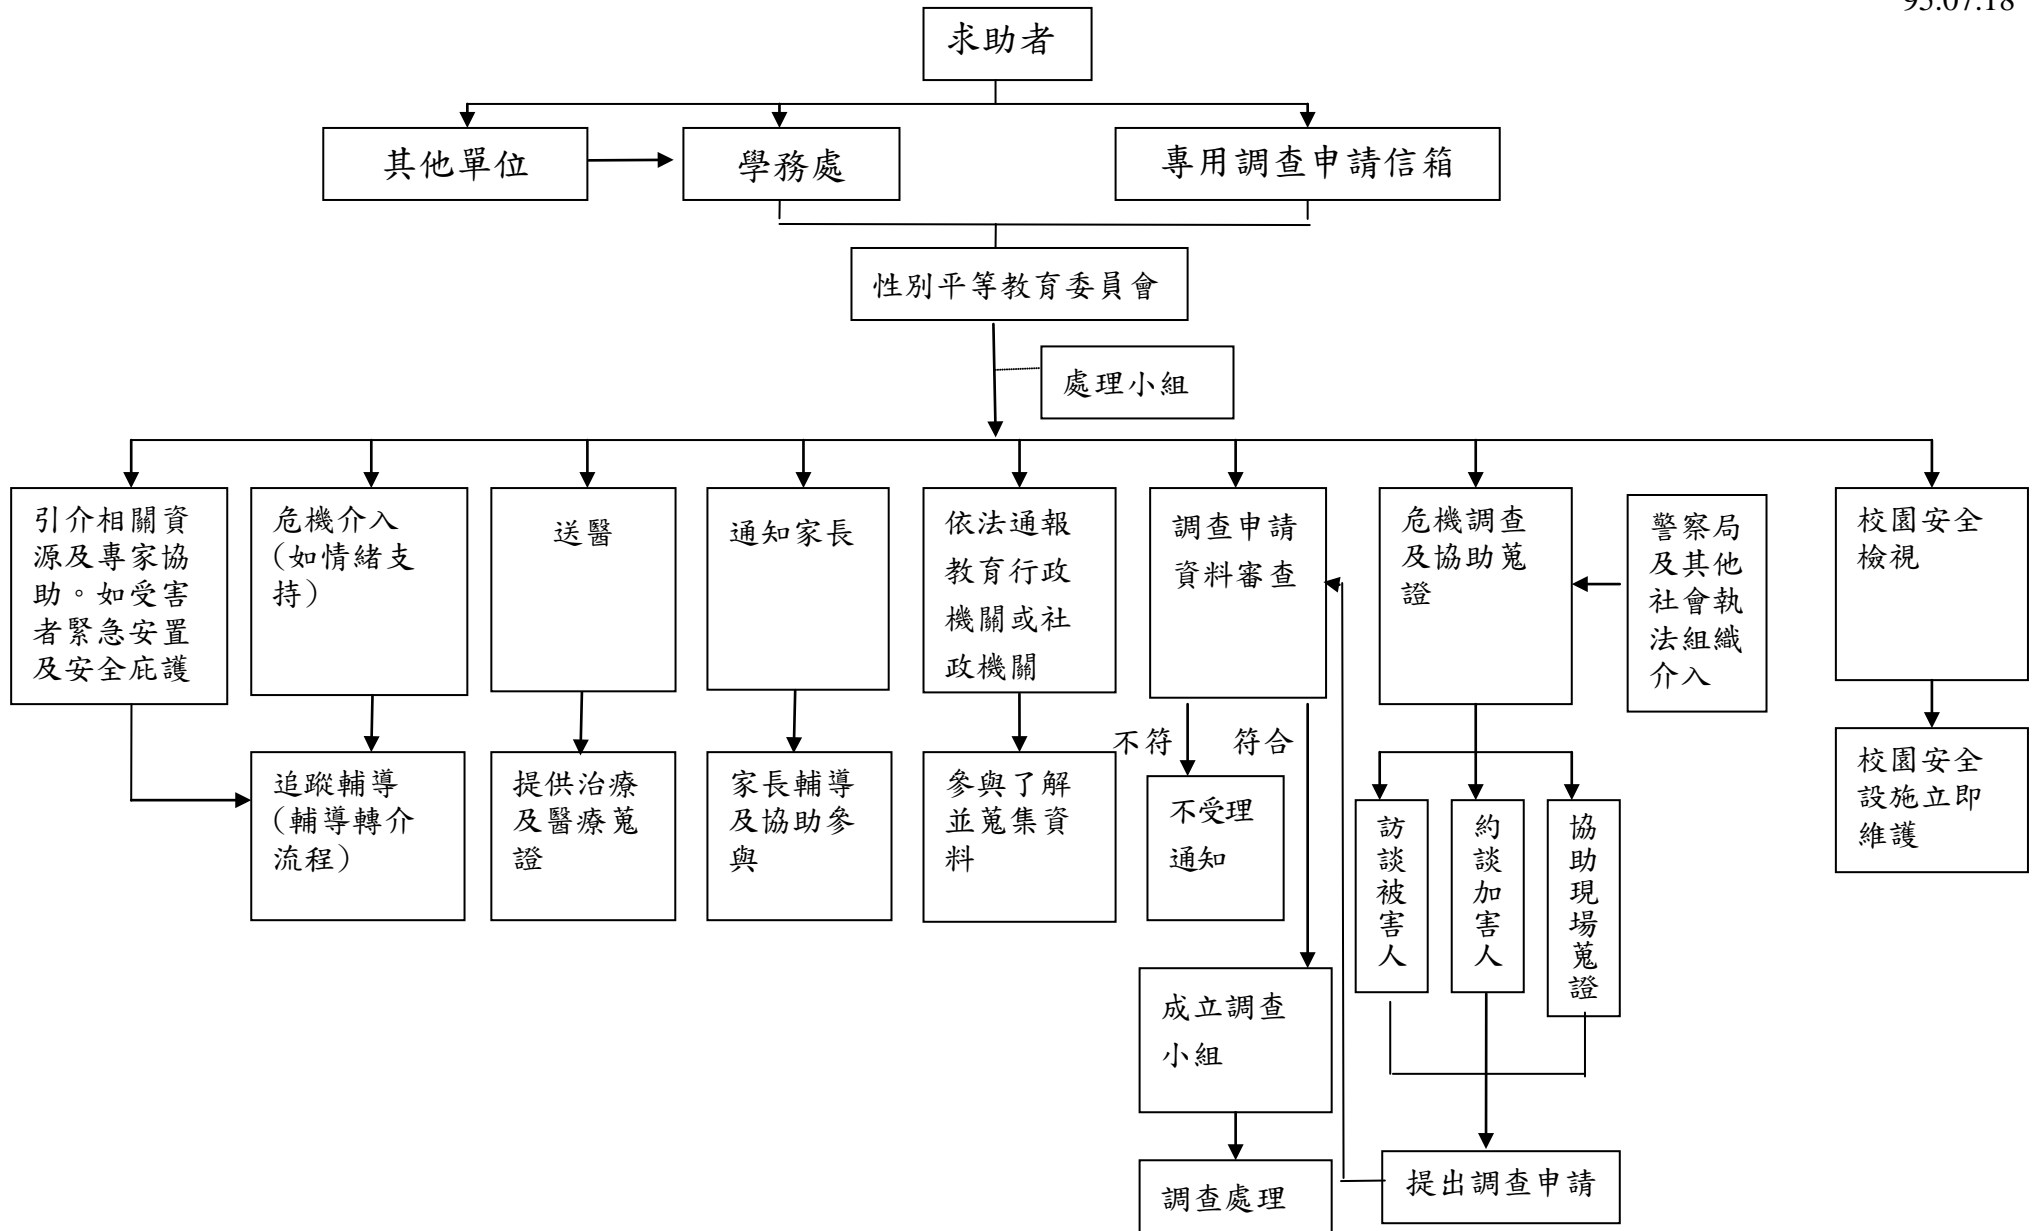 95.07.18
求助者
其他單位
學務處
專用調查申請信箱
性別平等教育委員會
處理小組
引介相關資
源及專家協
助。如受害
者緊急安置
及安全庇護
危機介入
(如情緒支
持)
送醫
通知家長
依法通報
教育行政
機關或社
政機關
調查申請
資料審查
危機調查
及協助蒐
證
警察局
及其他
社會執
法組織
介入
校園安全
檢視
不符
符合
追蹤輔導
(輔導轉介
流程)
提供治療
及醫療蒐
證
家長輔導
及協助參
與
參與了解
並蒐集資
料
不受理
通知
訪談被害人
約談加害人
協助現場蒐證
校園安全
設施立即
維護
成立調查
小組
調查處理
提出調查申請